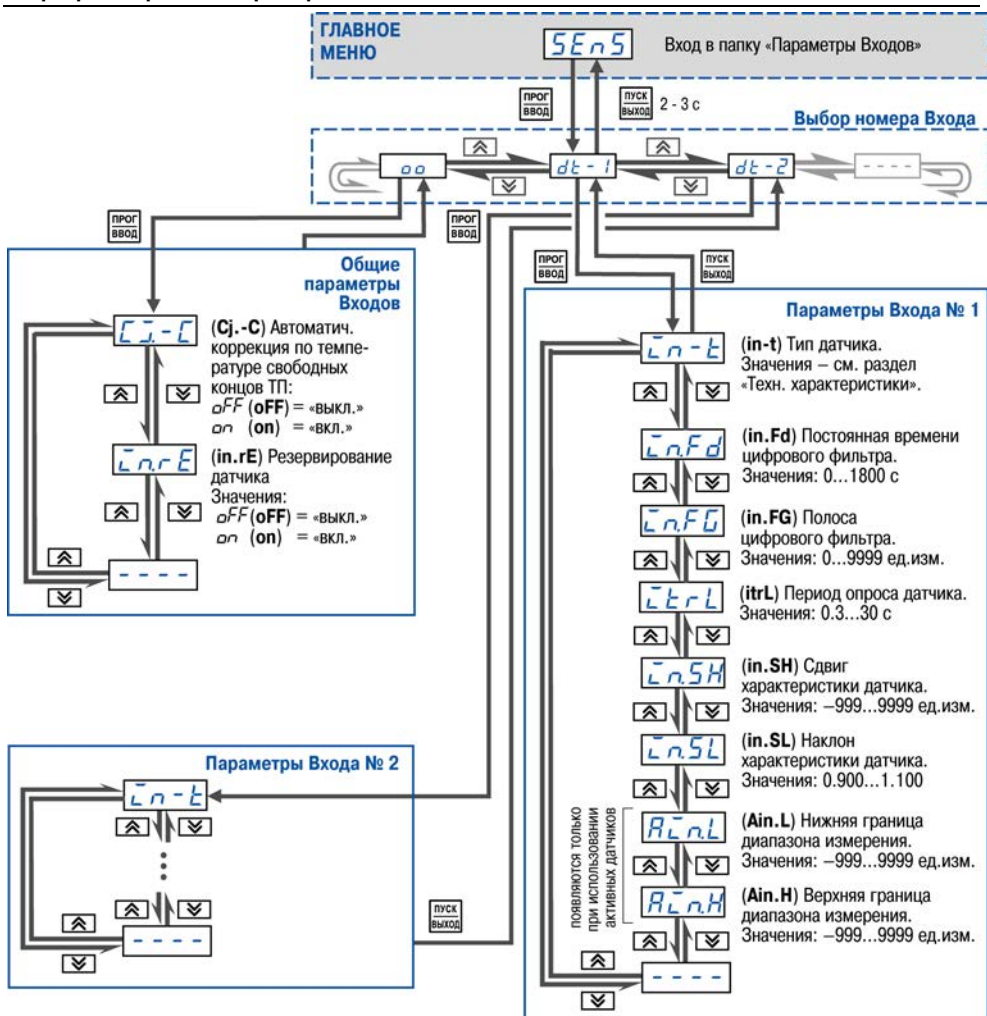 ГЛАВНОЕ
МЕНЮ
SEnS
Вход в папку «Параметры Входов»
ПРОГ
ВВОД
ПУСК
ВЫХОД
2 - 3 с
Выбор номера Входа
oo
dt-1
dt-2
- - - -
ПРОГ
ВВОД
ПРОГ
ВВОД
ПРОГ
ВВОД
ПУСК
ВЫХОД
Общие
параметры
Входов
Cj.-C
(Cj.-C) Автоматич.
коррекция по темпе-
ратуре свободных
концов ТП:
oFF (oFF) = «выкл.»
on (on) = «вкл.»
in.rE
(in.rE) Резервирование
датчика
Значения:
oFF (oFF) = «выкл.»
on (on) = «вкл.»
- - - -
Параметры Входа № 1
in-t
(in-t) Тип датчика.
Значения – см. раздел
«Техн. характеристики».
in.Fd
(in.Fd) Постоянная времени
цифрового фильтра.
Значения: 0...1800 с
in.FG
(in.FG) Полоса
цифрового фильтра.
Значения: 0...9999 ед.изм.
itrL
(itrL) Период опроса датчика.
Значения: 0.3...30 с
in.SH
(in.SH) Сдвиг
характеристики датчика.
Значения: –999...9999 ед.изм.
in.SL
(in.SL) Наклон
характеристики датчика.
Значения: 0.900...1.100
появляются только
при использовании
активных датчиков
Ain.L
(Ain.L) Нижняя граница
диапазона измерения.
Значения: –999...9999 ед.изм.
Ain.H
(Ain.H) Верхняя граница
диапазона измерения.
Значения: –999...9999 ед.изм.
- - - -
Параметры Входа № 2
in-t
- - - -
ПУСК
ВЫХОД